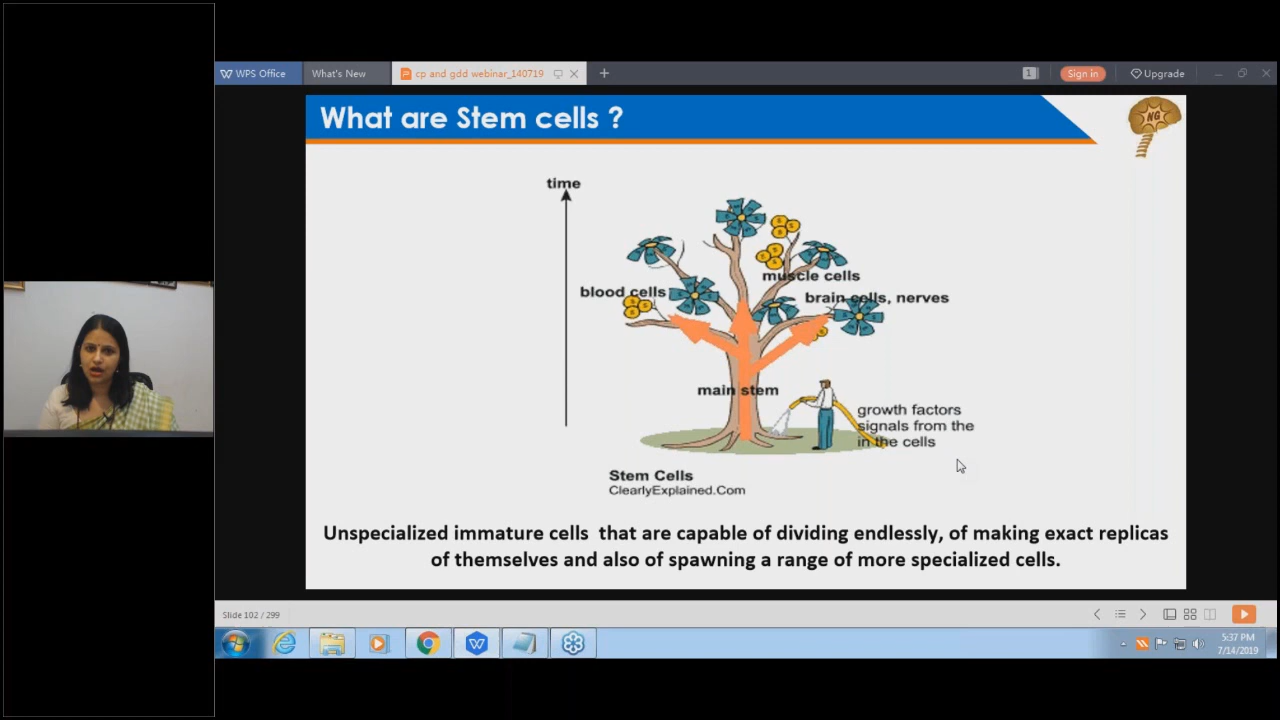 WPS Office
What's New
cp and gdd webinar_140719
1
Sign in
Upgrade
What are Stem cells ?
NG
time
muscle cells
blood cells
brain cells, nerves
main stem
growth factors
signals from the
in the cells
Stem Cells
ClearlyExplained.Com
Unspecialized immature cells that are capable of dividing endlessly, of making exact replicas
of themselves and also of spawning a range of more specialized cells.
Slide 102 / 299
5:37 PM
7/14/2019